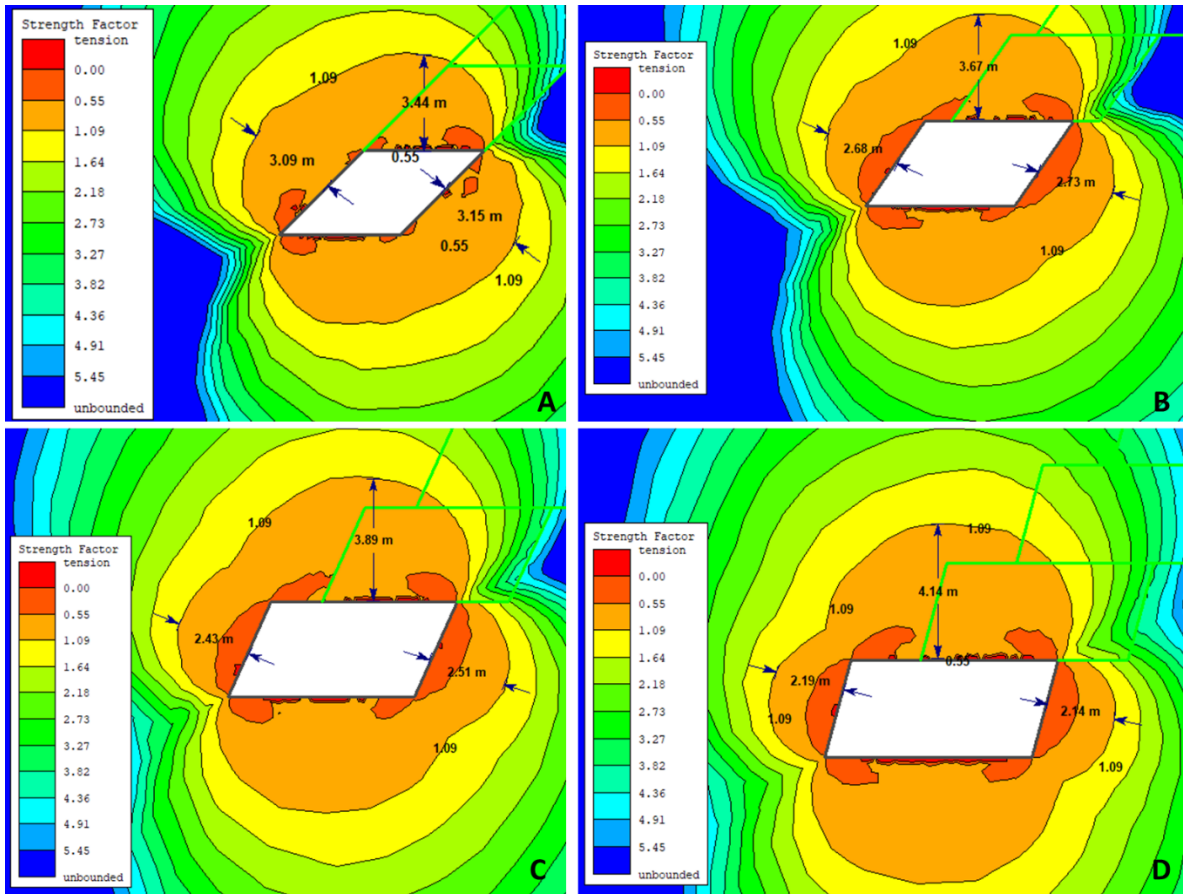 Strength Factor
tension
0.00
0.55
1.09
1.64
2.18
2.73
3.27
3.82
4.36
4.91
5.45
unbounded
1.09
3.44 m
0.55
3.09 m
3.15 m
0.55
1.09
A
Strength Factor
tension
0.00
0.55
1.09
1.64
2.18
2.73
3.27
3.82
4.36
4.91
5.45
unbounded
1.09
3.67 m
2.68 m
2.73 m
1.09
B
Strength Factor
tension
0.00
0.55
1.09
1.64
2.18
2.73
3.27
3.82
4.36
4.91
5.45
unbounded
1.09
3.89 m
2.43 m
2.51 m
1.09
C
Strength Factor
tension
0.00
0.55
1.09
1.64
2.18
2.73
3.27
3.82
4.36
4.91
5.45
unbounded
1.09
4.14 m
1.09
0.55
2.19 m
2.14 m
1.09
1.09
D